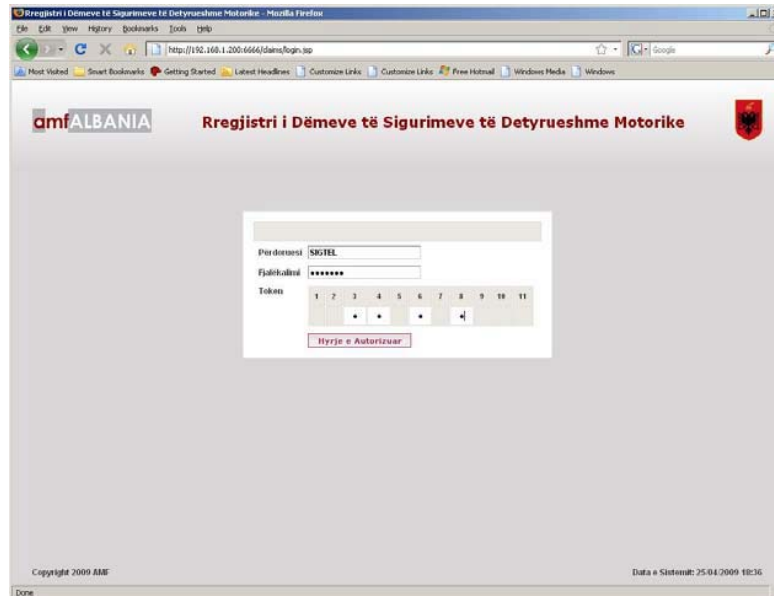 Rregjistri i Dëmeve të Sigurimeve të Detyrueshme Motorike - Mozilla Firefox
File Edit View History Bookmarks Tools Help
http://192.168.1.200:6666/daims/login.jsp
Google
Most Visited Smart Bookmarks Getting Started Latest Headlines Customize Links Customize Links Free Hotmail Windows Media Windows
amfALBANIA
Rregjistri i Dëmeve të Sigurimeve të Detyrueshme Motorike
Përdoruesi SIGTEL
Fjalëkalimi •••••••
Token
1 2 3 4 5 6 7 8 9 10 11
• • • •
Hyrje e Autorizuar
Copyright 2009 AMF
Data e Sistemit: 25/04/2009 18:36
Done